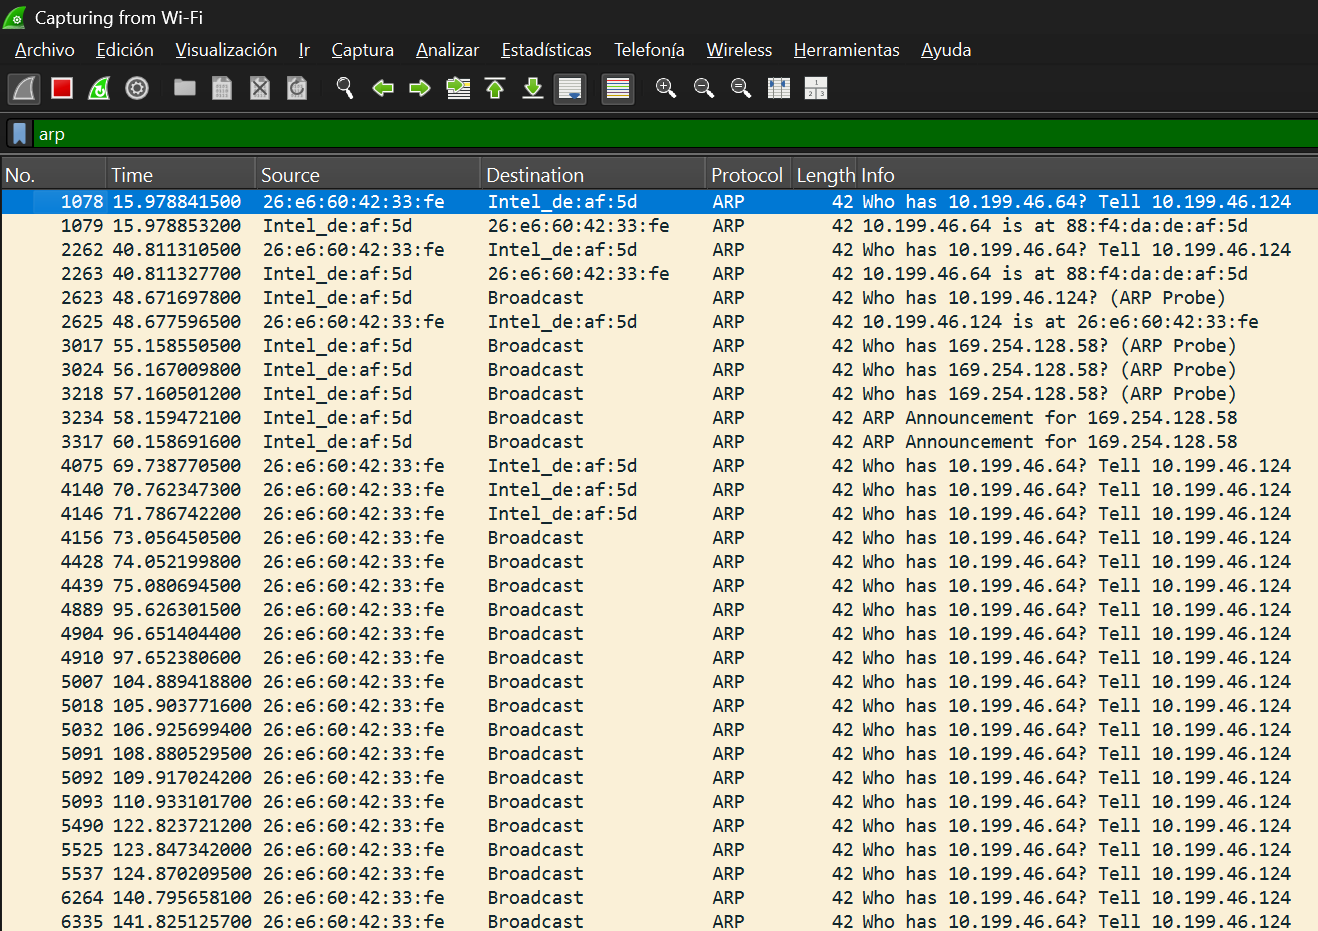 Capturing from Wi-Fi
Archivo Edición Visualización Ir Captura Analizar Estadísticas Telefonía Wireless Herramientas Ayuda
arp
No. Time Source Destination Protocol Length Info
1078 15.978841500 26:e6:60:42:33:fe Intel_de:af:5d ARP 42 Who has 10.199.46.64? Tell 10.199.46.124
1079 15.978853200 Intel_de:af:5d 26:e6:60:42:33:fe ARP 42 10.199.46.64 is at 88:f4:da:de:af:5d
2262 40.811310500 26:e6:60:42:33:fe Intel_de:af:5d ARP 42 Who has 10.199.46.64? Tell 10.199.46.124
2263 40.811327700 Intel_de:af:5d 26:e6:60:42:33:fe ARP 42 10.199.46.64 is at 88:f4:da:de:af:5d
2623 48.671697800 Intel_de:af:5d Broadcast ARP 42 Who has 10.199.46.124? (ARP Probe)
2625 48.677596500 26:e6:60:42:33:fe Intel_de:af:5d ARP 42 10.199.46.124 is at 26:e6:60:42:33:fe
3017 55.158550500 Intel_de:af:5d Broadcast ARP 42 Who has 169.254.128.58? (ARP Probe)
3024 56.167009800 Intel_de:af:5d Broadcast ARP 42 Who has 169.254.128.58? (ARP Probe)
3218 57.160501200 Intel_de:af:5d Broadcast ARP 42 Who has 169.254.128.58? (ARP Probe)
3234 58.159472100 Intel_de:af:5d Broadcast ARP 42 ARP Announcement for 169.254.128.58
3317 60.158691600 Intel_de:af:5d Broadcast ARP 42 ARP Announcement for 169.254.128.58
4075 69.738770500 26:e6:60:42:33:fe Intel_de:af:5d ARP 42 Who has 10.199.46.64? Tell 10.199.46.124
4140 70.762347300 26:e6:60:42:33:fe Intel_de:af:5d ARP 42 Who has 10.199.46.64? Tell 10.199.46.124
4146 71.786742200 26:e6:60:42:33:fe Intel_de:af:5d ARP 42 Who has 10.199.46.64? Tell 10.199.46.124
4156 73.056450500 26:e6:60:42:33:fe Broadcast ARP 42 Who has 10.199.46.64? Tell 10.199.46.124
4428 74.052199800 26:e6:60:42:33:fe Broadcast ARP 42 Who has 10.199.46.64? Tell 10.199.46.124
4439 75.080694500 26:e6:60:42:33:fe Broadcast ARP 42 Who has 10.199.46.64? Tell 10.199.46.124
4889 95.626301500 26:e6:60:42:33:fe Broadcast ARP 42 Who has 10.199.46.64? Tell 10.199.46.124
4904 96.651404400 26:e6:60:42:33:fe Broadcast ARP 42 Who has 10.199.46.64? Tell 10.199.46.124
4910 97.652380600 26:e6:60:42:33:fe Broadcast ARP 42 Who has 10.199.46.64? Tell 10.199.46.124
5007 104.889418800 26:e6:60:42:33:fe Broadcast ARP 42 Who has 10.199.46.64? Tell 10.199.46.124
5018 105.903771600 26:e6:60:42:33:fe Broadcast ARP 42 Who has 10.199.46.64? Tell 10.199.46.124
5032 106.925699400 26:e6:60:42:33:fe Broadcast ARP 42 Who has 10.199.46.64? Tell 10.199.46.124
5091 108.880529500 26:e6:60:42:33:fe Broadcast ARP 42 Who has 10.199.46.64? Tell 10.199.46.124
5092 109.917024200 26:e6:60:42:33:fe Broadcast ARP 42 Who has 10.199.46.64? Tell 10.199.46.124
5093 110.933101700 26:e6:60:42:33:fe Broadcast ARP 42 Who has 10.199.46.64? Tell 10.199.46.124
5490 122.823721200 26:e6:60:42:33:fe Broadcast ARP 42 Who has 10.199.46.64? Tell 10.199.46.124
5525 123.847342000 26:e6:60:42:33:fe Broadcast ARP 42 Who has 10.199.46.64? Tell 10.199.46.124
5537 124.870209500 26:e6:60:42:33:fe Broadcast ARP 42 Who has 10.199.46.64? Tell 10.199.46.124
6264 140.795658100 26:e6:60:42:33:fe Broadcast ARP 42 Who has 10.199.46.64? Tell 10.199.46.124
6335 141.825125700 26:e6:60:42:33:fe Broadcast ARP 42 Who has 10.199.46.64? Tell 10.199.46.124